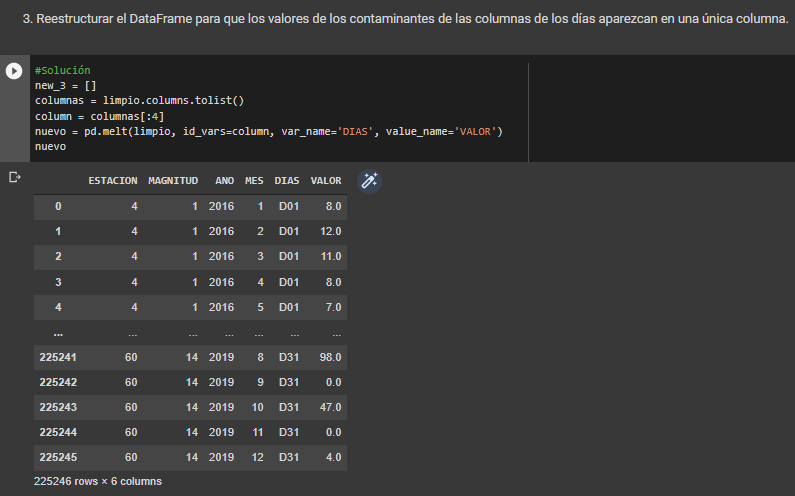 3. Reestructurar el DataFrame para que los valores de los contaminantes de las columnas de los días aparezcan en una única columna.
#Solución
new_3 = []
columnas = limpio.columns.tolist()
column = columnas[:4]
nuevo = pd.melt(limpio, id_vars=column, var_name='DIAS', value_name='VALOR')
nuevo
ESTACION MAGNITUD ANO MES DIAS VALOR
0 4 1 2016 1 D01 8.0
1 4 1 2016 2 D01 12.0
2 4 1 2016 3 D01 11.0
3 4 1 2016 4 D01 8.0
4 4 1 2016 5 D01 7.0
... ... ... ... ... ... ...
225241 60 14 2019 8 D31 98.0
225242 60 14 2019 9 D31 0.0
225243 60 14 2019 10 D31 47.0
225244 60 14 2019 11 D31 0.0
225245 60 14 2019 12 D31 4.0
225246 rows × 6 columns